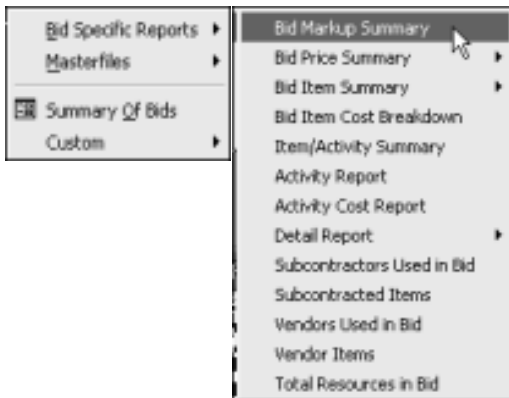 Bid Specific Reports
Masterfiles
Summary Of Bids
Custom
Bid Markup Summary
Bid Price Summary
Bid Item Summary
Bid Item Cost Breakdown
Item/Activity Summary
Activity Report
Activity Cost Report
Detail Report
Subcontractors Used in Bid
Subcontracted Items
Vendors Used in Bid
Vendor Items
Total Resources in Bid